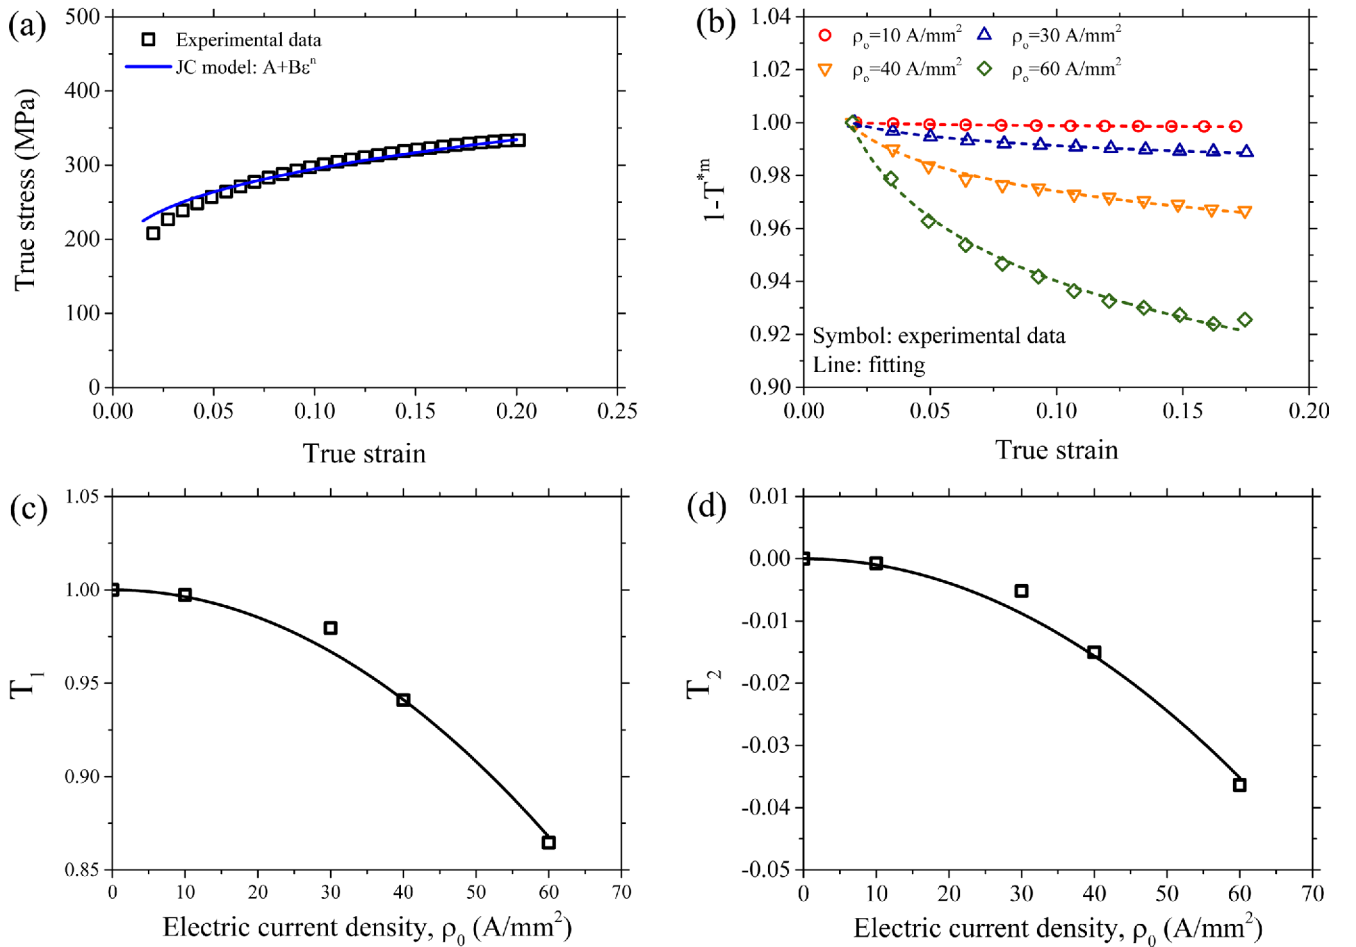 (a)
500
400
300
200
100
0
True stress (MPa)
Experimental data
JC model: A+Bεⁿ
0.00 0.05 0.10 0.15 0.20 0.25
True strain
(b)
1.04
1.02
1.00
0.98
0.96
0.94
0.92
0.90
1-T*m
ρo=10 A/mm² ρo=30 A/mm²
ρo=40 A/mm² ρo=60 A/mm²
Symbol: experimental data
Line: fitting
0.00 0.05 0.10 0.15 0.20
True strain
(c)
1.05
1.00
0.95
0.90
0.85
T₁
0 10 20 30 40 50 60 70
Electric current density, ρ₀ (A/mm²)
(d)
0.01
0.00
-0.01
-0.02
-0.03
-0.04
-0.05
T₂
0 10 20 30 40 50 60 70
Electric current density, ρ₀ (A/mm²)